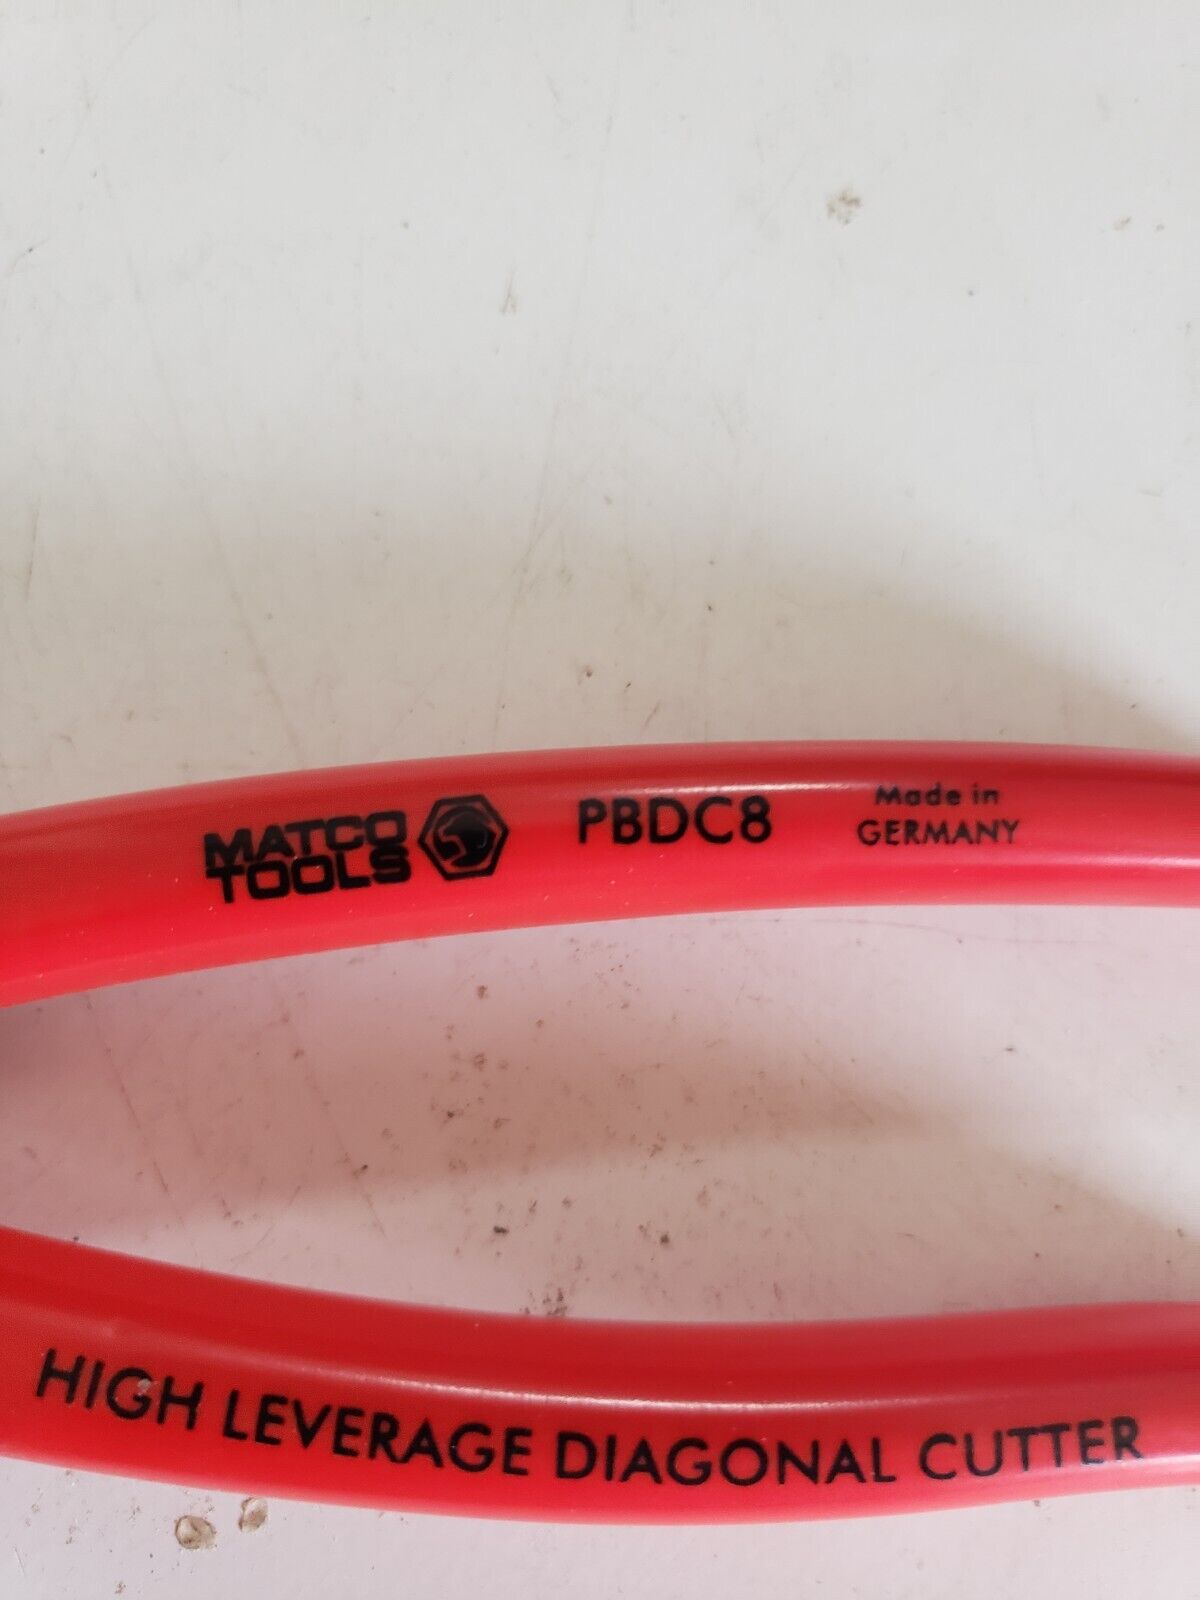 MATCO
TOOLS
PBDC8
Made in
GERMANY
HIGH LEVERAGE DIAGONAL CUTTER